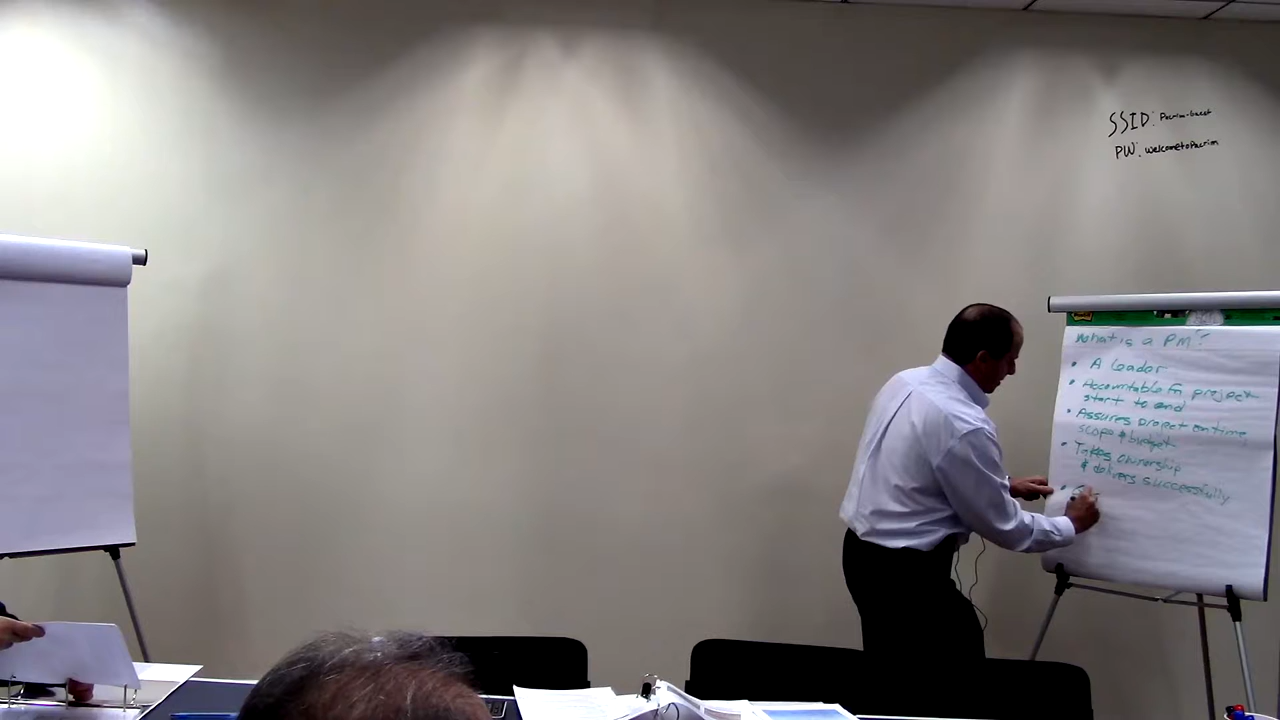 SSID: Pacrim-Guest
PW: WelcometoPacrim
What is a PM?
• A Leader
• Accountable for project
start to end
• Assures project on time,
scope & budget
• Takes ownership
& delivers successfully